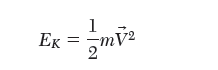 E_K = \frac{1}{2} m\vec{V}^2